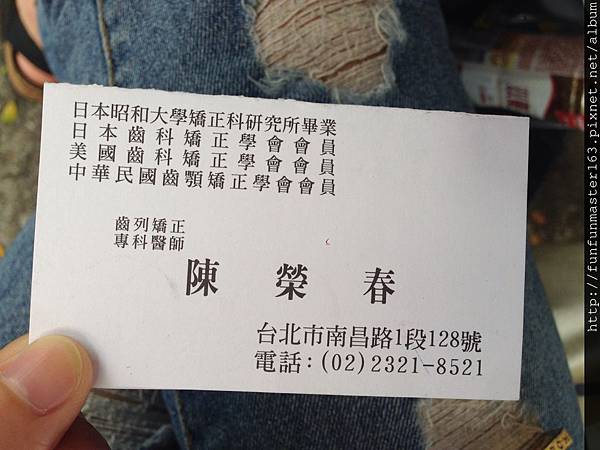 日本昭和大學矯正科研究所畢業
日本齒科矯正學會會員
美國齒科矯正學會會員
中華民國齒顎矯正學會會員
齒列矯正
專科醫師
陳榮春
台北市南昌路1段128號
電話:(02)2321-8521
http://funfunmaster163.pixnet.net/album